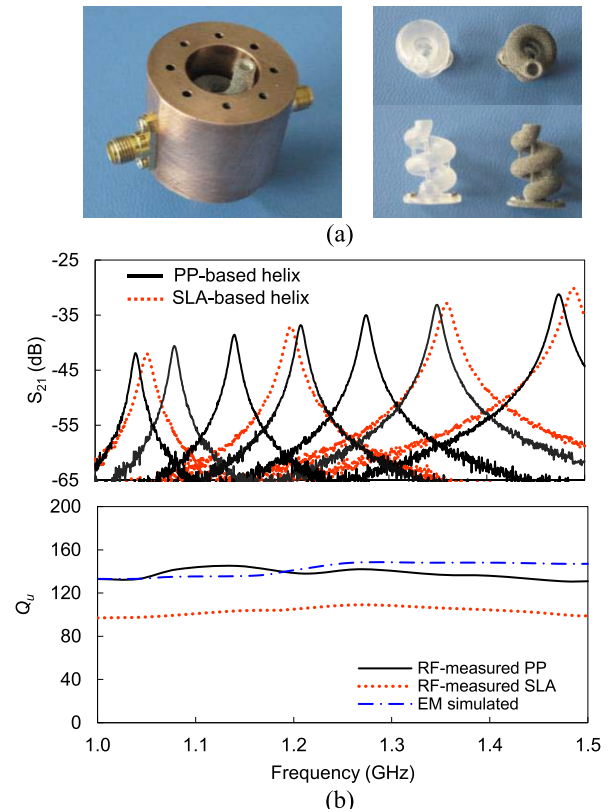 (a)
-25
-35
-45
-55
-65
S21 (dB)
PP-based helix
SLA-based helix
200
160
120
80
40
0
Qu
RF-measured PP
RF-measured SLA
EM simulated
1.0 1.1 1.2 1.3 1.4 1.5
Frequency (GHz)
(b)